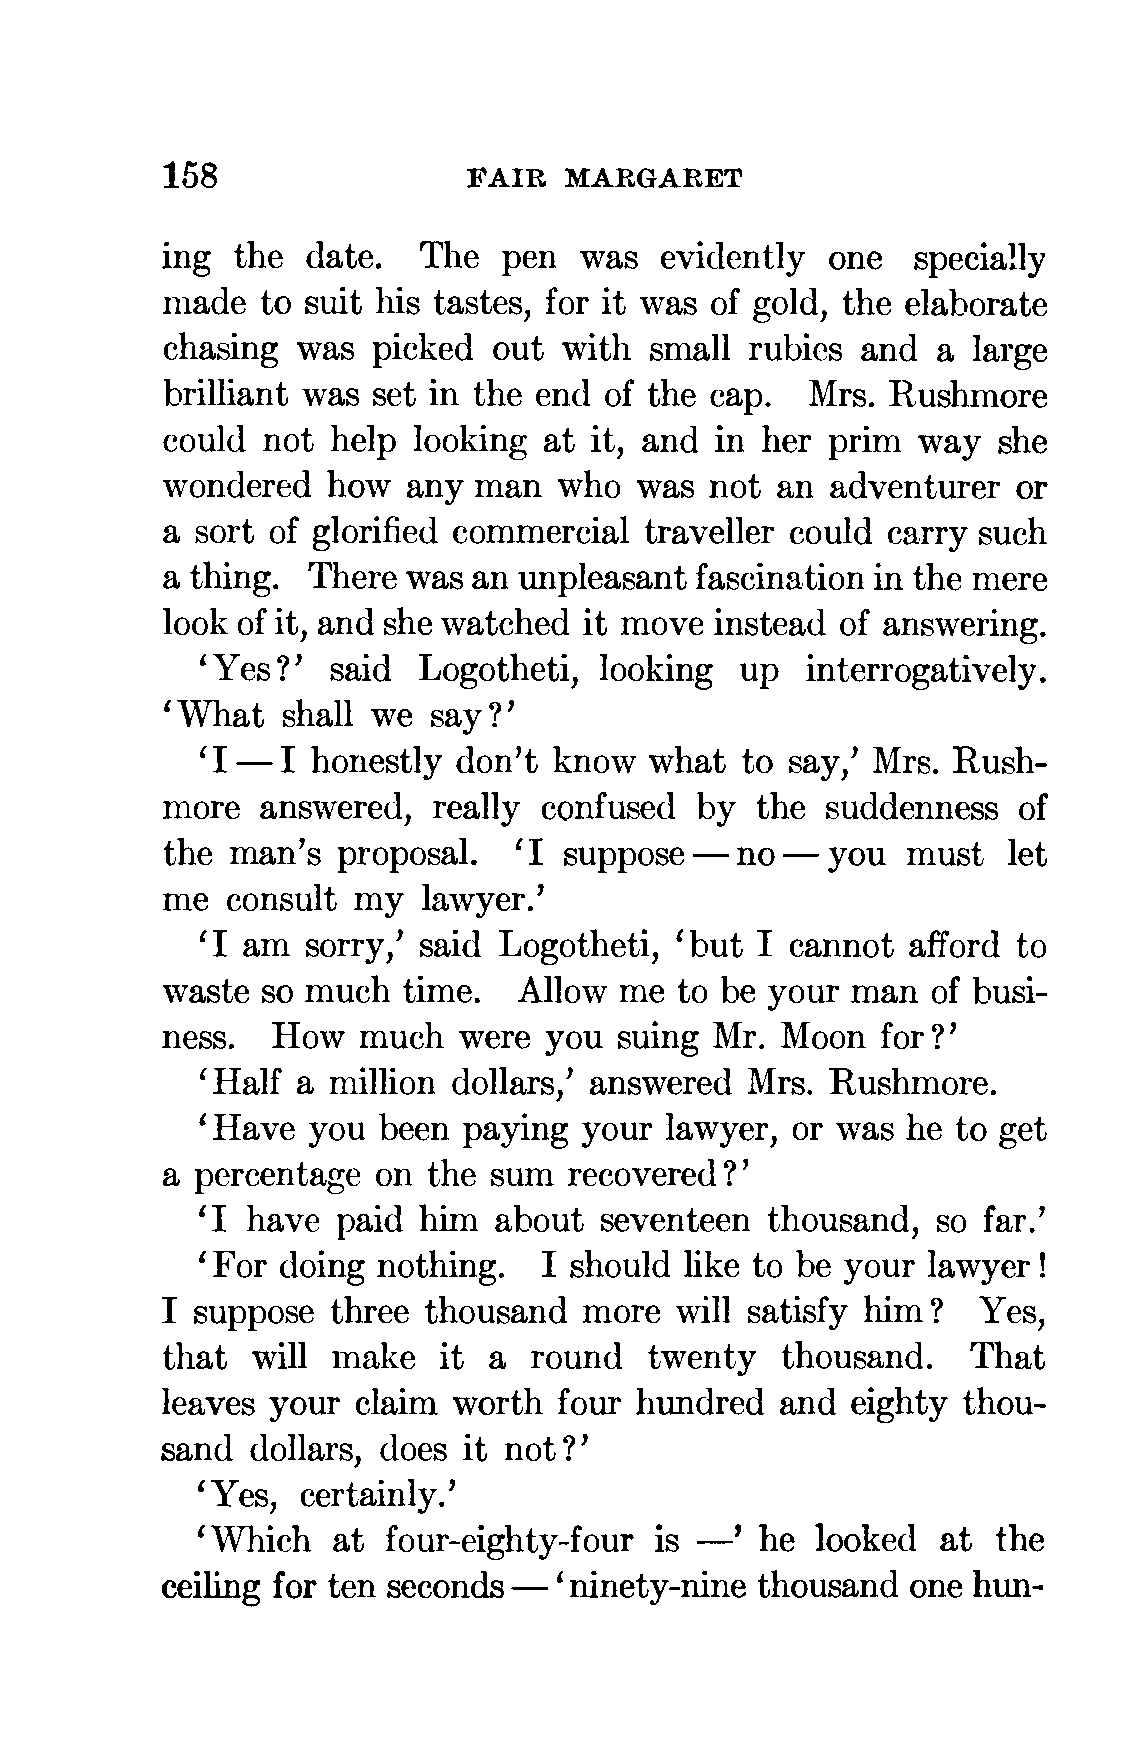 158 FAIR MARGARET
ing the date. The pen was evidently one specially
made to suit his tastes, for it was of gold, the elaborate
chasing was picked out with small rubies and a large
brilliant was set in the end of the cap. Mrs. Rushmore
could not help looking at it, and in her prim way she
wondered how any man who was not an adventurer or
a sort of glorified commercial traveller could carry such
a thing. There was an unpleasant fascination in the mere
look of it, and she watched it move instead of answering.
‘Yes?’ said Logotheti, looking up interrogatively.
‘What shall we say?’
‘I — I honestly don’t know what to say,’ Mrs. Rush-
more answered, really confused by the suddenness of
the man’s proposal. ‘I suppose — no — you must let
me consult my lawyer.’
‘I am sorry,’ said Logotheti, ‘but I cannot afford to
waste so much time. Allow me to be your man of busi-
ness. How much were you suing Mr. Moon for?’
‘Half a million dollars,’ answered Mrs. Rushmore.
‘Have you been paying your lawyer, or was he to get
a percentage on the sum recovered?’
‘I have paid him about seventeen thousand, so far.’
‘For doing nothing. I should like to be your lawyer!
I suppose three thousand more will satisfy him? Yes,
that will make it a round twenty thousand. That
leaves your claim worth four hundred and eighty thou-
sand dollars, does it not?’
‘Yes, certainly.’
‘Which at four-eighty-four is —’ he looked at the
ceiling for ten seconds — ‘ninety-nine thousand one hun-